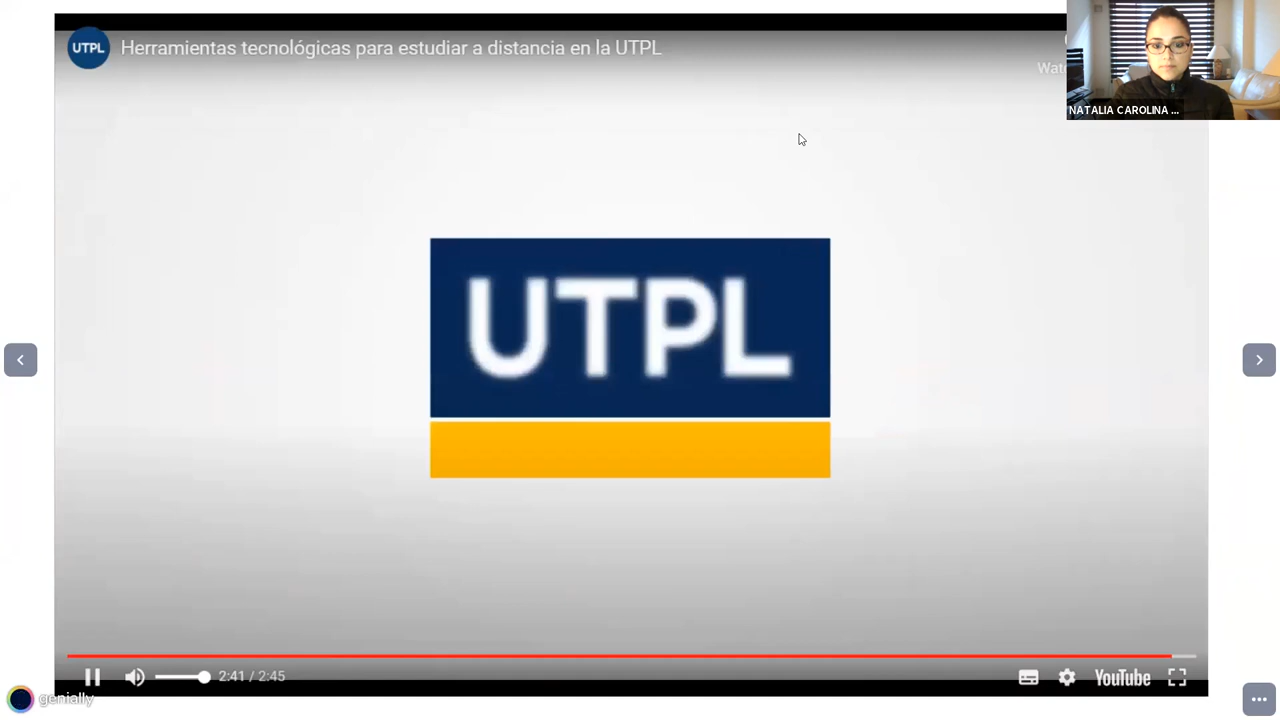 UTPL
Herramientas tecnológicas para estudiar a distancia en la UTPL
NATALIA CAROLINA ...
UTPL
2:41 / 2:45
YouTube
genially